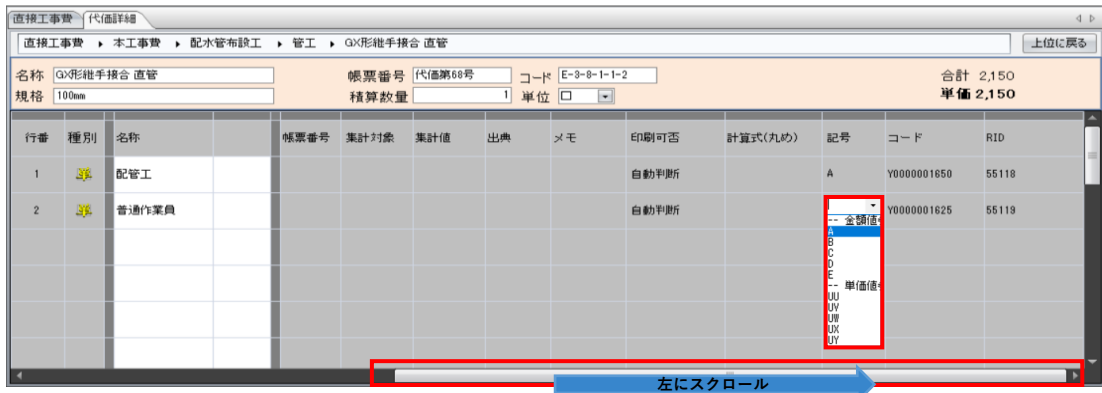 直接工事費 代価詳細
直接工事費 ▶ 本工事費 ▶ 配水管布設工 ▶ 管工 ▶ GX形継手接合 直管 上位に戻る
名称 GX形継手接合 直管 帳票番号 代価第68号 コード E-3-8-1-1-2 合計 2,150
規格 100mm 積算数量 1 単位 口 単価 2,150
行番 種別 名称 帳票番号 集計対象 集計値 出典 メモ 印刷可否 計算式(丸め) 記号 コード RID
1 単 配管工 自動判断 A Y0000001650 55118
2 単 普通作業員 自動判断 Y0000001625 55119
-- 金額値
A
B
C
D
E
-- 単価値
UU
UV
UW
UX
UY
左にスクロール